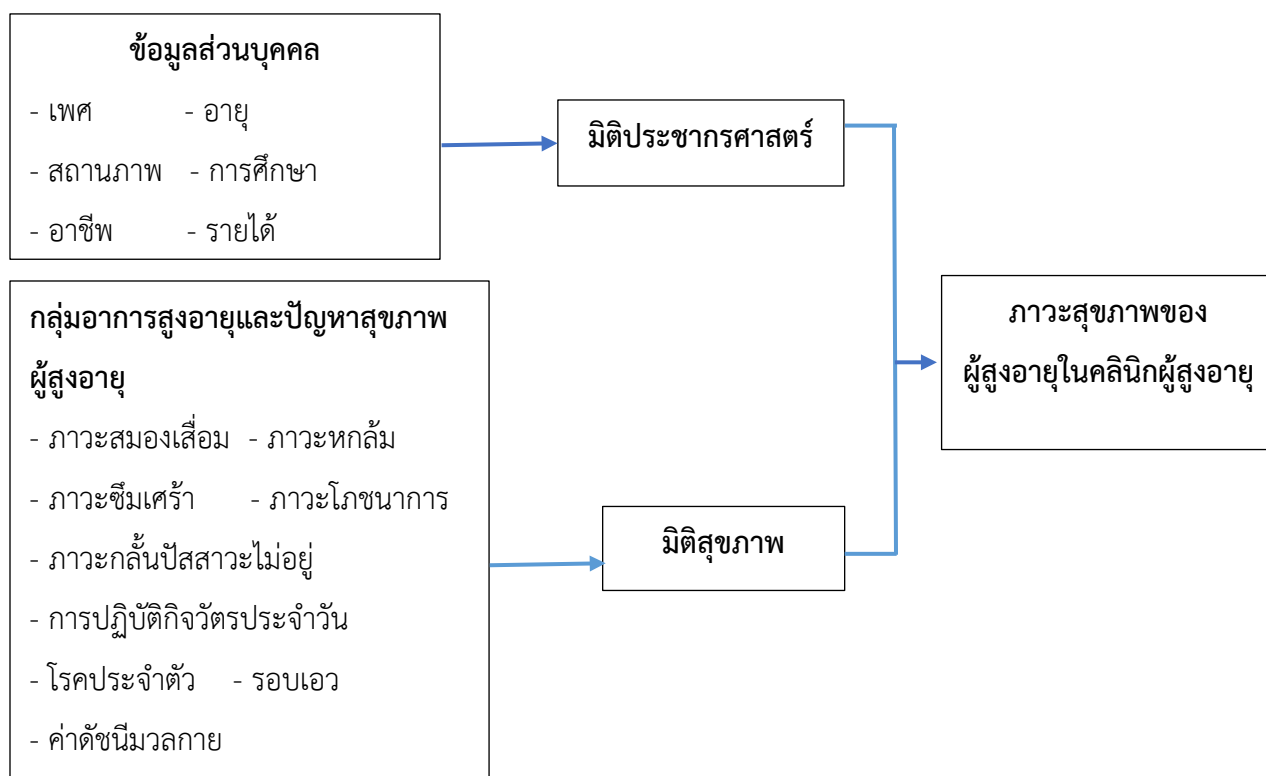 ข้อมูลส่วนบุคคล
- เพศ - อายุ
- สถานภาพ - การศึกษา
- อาชีพ - รายได้
มิติประชากรศาสตร์
กลุ่มอาการสูงอายุและปัญหาสุขภาพ
ผู้สูงอายุ
- ภาวะสมองเสื่อม - ภาวะหกล้ม
- ภาวะซึมเศร้า - ภาวะโภชนาการ
- ภาวะกลั้นปัสสาวะไม่อยู่
- การปฏิบัติกิจวัตรประจำวัน
- โรคประจำตัว - รอบเอว
- ค่าดัชนีมวลกาย
มิติสุขภาพ
ภาวะสุขภาพของ
ผู้สูงอายุในคลินิกผู้สูงอายุ